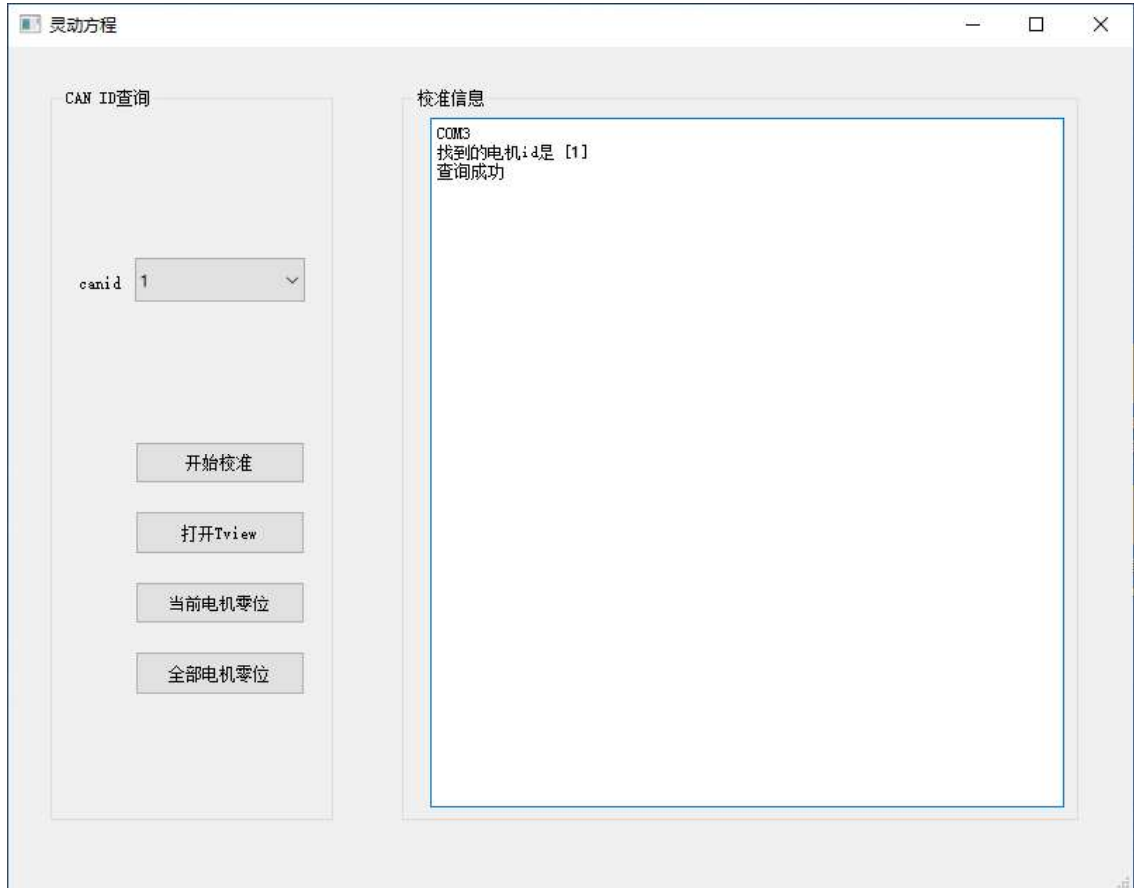 灵动方程
CAN ID查询
canid
1
开始校准
打开Tview
当前电机零位
全部电机零位
校准信息
COM3
找到的电机id是 [1]
查询成功